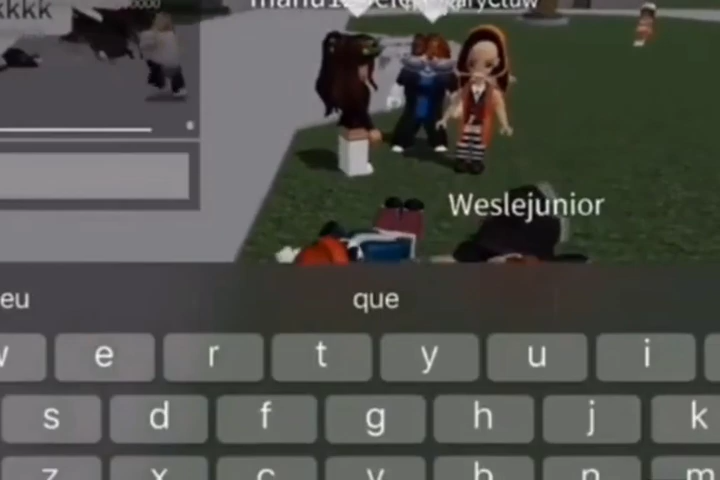 kkkk
Weslejunior
eu
que
w e r t y u i
s d f g h j k
z x c v b n m